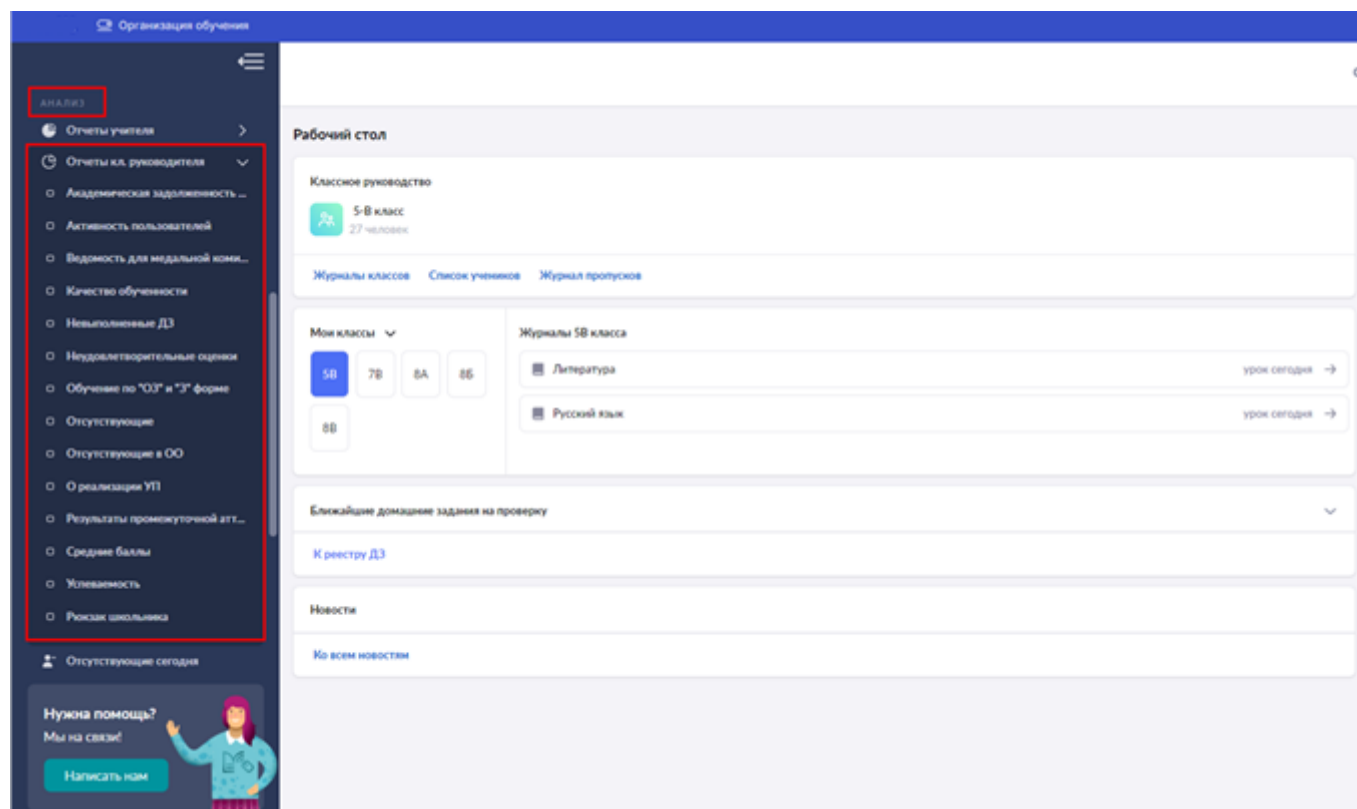 Организация обучения
АНАЛИЗ
Отчеты учителя
Отчеты кл. руководителя
Академическая задолженность ...
Активность пользователей
Ведомость для медальной коми...
Качество обученности
Невыполненные ДЗ
Неудовлетворительные оценки
Обучение по "ОЗ" и "З" форме
Отсутствующие
Отсутствующие в ОО
О реализации УП
Результаты промежуточной атт...
Средние баллы
Успеваемость
Рюкзак школьника
Отсутствующие сегодня
Нужна помощь?
Мы на связи!
Написать нам
Рабочий стол
Классное руководство
5-В класс
27 человек
Журналы классов Список учеников Журнал пропусков
Мои классы
5В 7В 8А 8Б
8В
Журналы 5В класса
Литература урок сегодня
Русский язык урок сегодня
Ближайшие домашние задания на проверку
К реестру ДЗ
Новости
Ко всем новостям